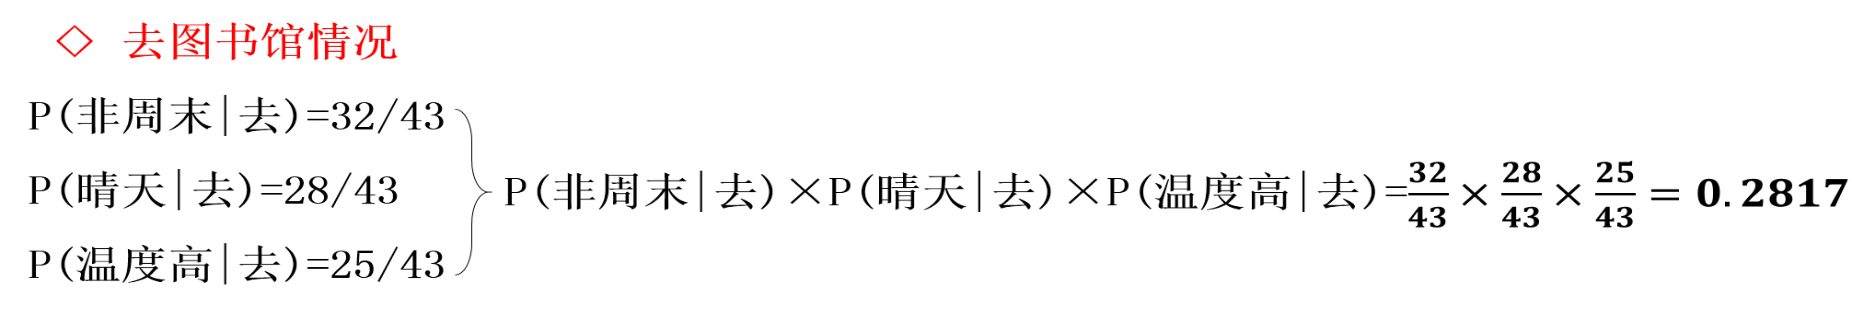 ◇ 去图书馆情况
P(非周末|去)=32/43
P(晴天|去)=28/43
P(温度高|去)=25/43
P(非周末|去)×P(晴天|去)×P(温度高|去)=32/43 × 28/43 × 25/43 = 0.2817